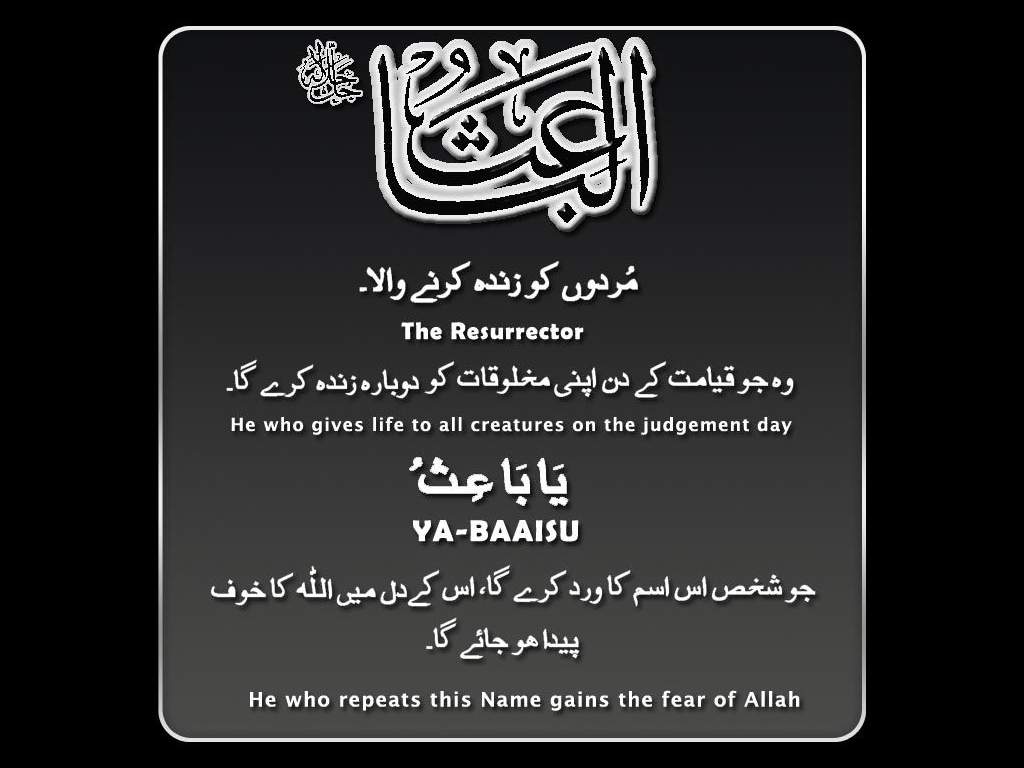 الباعث
جل جلالہ
مُردوں کو زندہ کرنے والا۔
The Resurrector
وہ جو قیامت کے دن اپنی مخلوقات کو دوبارہ زندہ کرے گا۔
He who gives life to all creatures on the judgement day
يَا بَاعِثُ
YA-BAAISU
جو شخص اس اسم کا ورد کرے گا، اس کے دل میں اللّٰہ کا خوف
پیدا ھو جائے گا۔
He who repeats this Name gains the fear of Allah